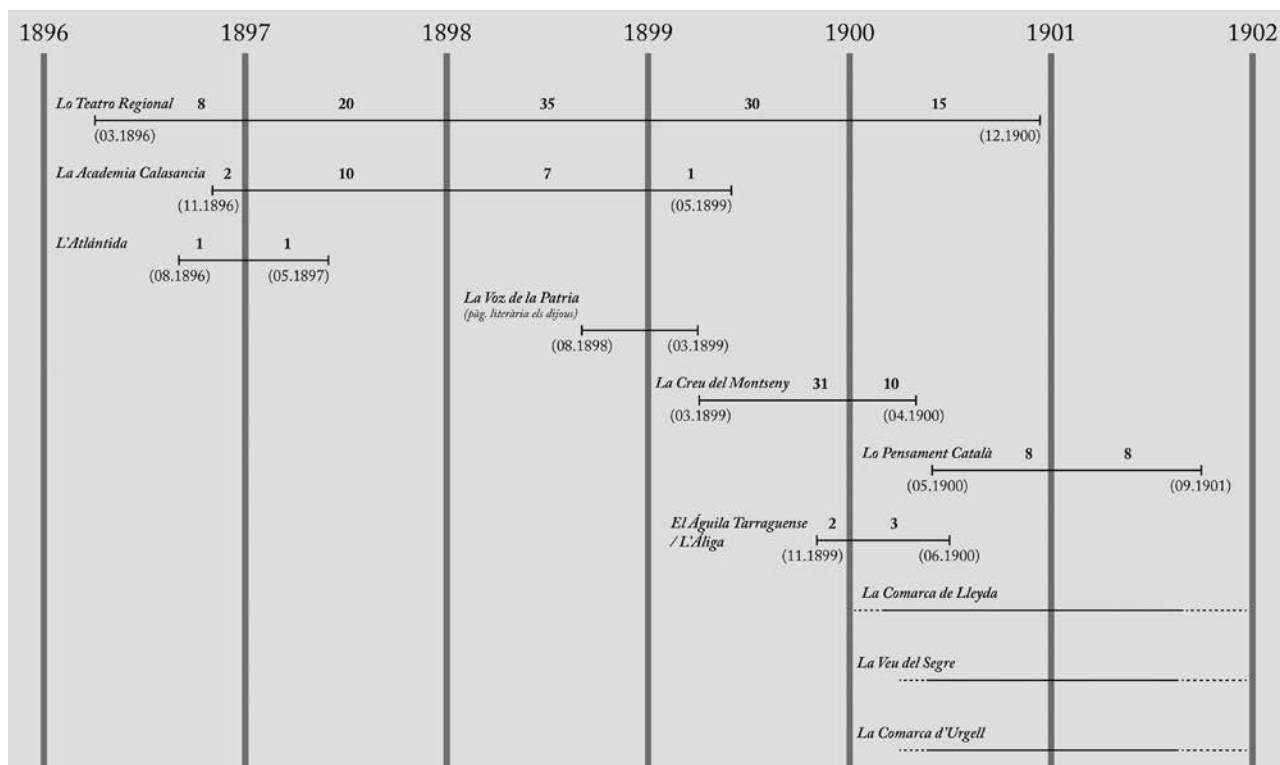 1896 1897 1898 1899 1900 1901 1902
Lo Teatro Regional 8 20 35 30 15
(03.1896) (12.1900)
La Academia Calasancia 2 10 7 1
(11.1896) (05.1899)
L'Atlántida 1 1
(08.1896) (05.1897)
La Voz de la Patria
(pàg. literària els dijous)
(08.1898) (03.1899)
La Creu del Montseny 31 10
(03.1899) (04.1900)
Lo Pensament Català 8 8
(05.1900) (09.1901)
El Águila Tarraguense 2 3
/ L'Áliga
(11.1899) (06.1900)
La Comarca de Lleyda
La Veu del Segre
La Comarca d'Urgell